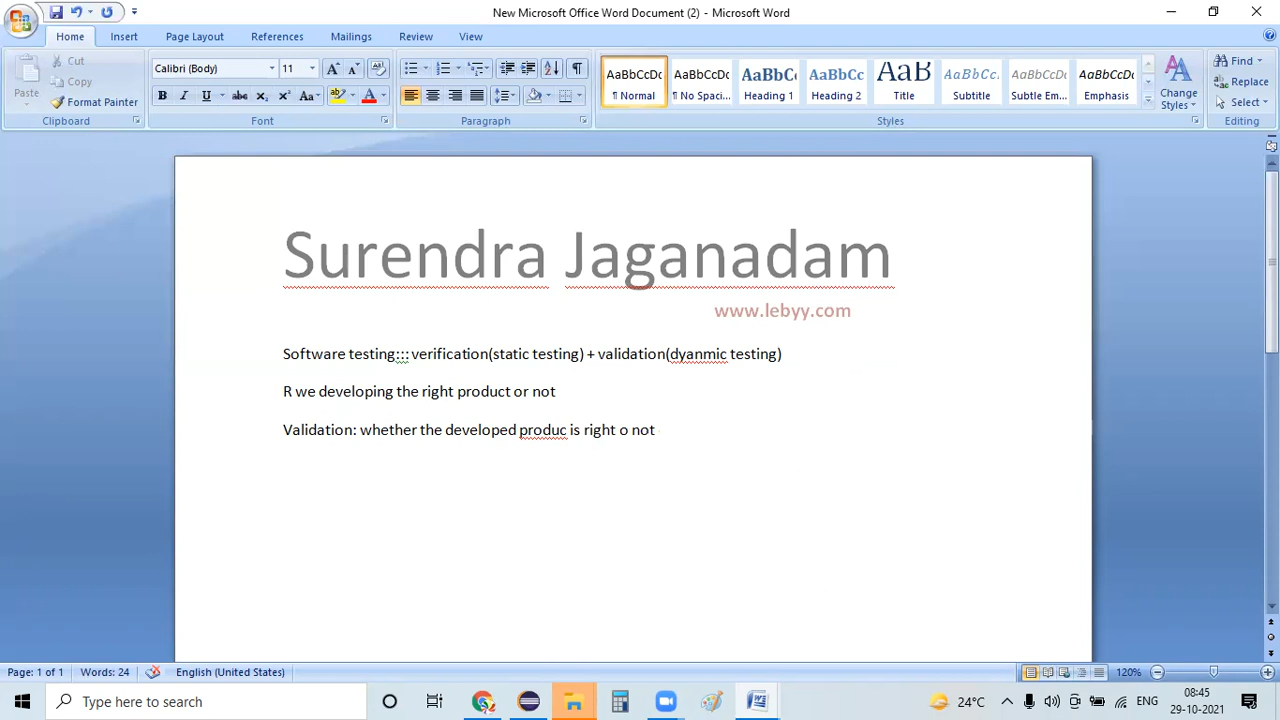 New Microsoft Office Word Document (2) - Microsoft Word
Home Insert Page Layout References Mailings Review View
Paste
Cut
Copy
Format Painter
Clipboard
Calibri (Body) 11
B I U abc x₂ x² Aa
Font
Paragraph
AaBbCcDc AaBbCcDc AaBbCc AaBbCc AaB AaBbCc. AaBbCcDc AaBbCcDc
¶ Normal ¶ No Spaci... Heading 1 Heading 2 Title Subtitle Subtle Em... Emphasis
Change Styles
Styles
Find
Replace
Select
Editing
Surendra Jaganadam
www.lebyy.com
Software testing::: verification(static testing) + validation(dyanmic testing)
R we developing the right product or not
Validation: whether the developed produc is right o not
Page: 1 of 1 Words: 24 English (United States) 120%
Type here to search
24°C ENG 08:45
29-10-2021